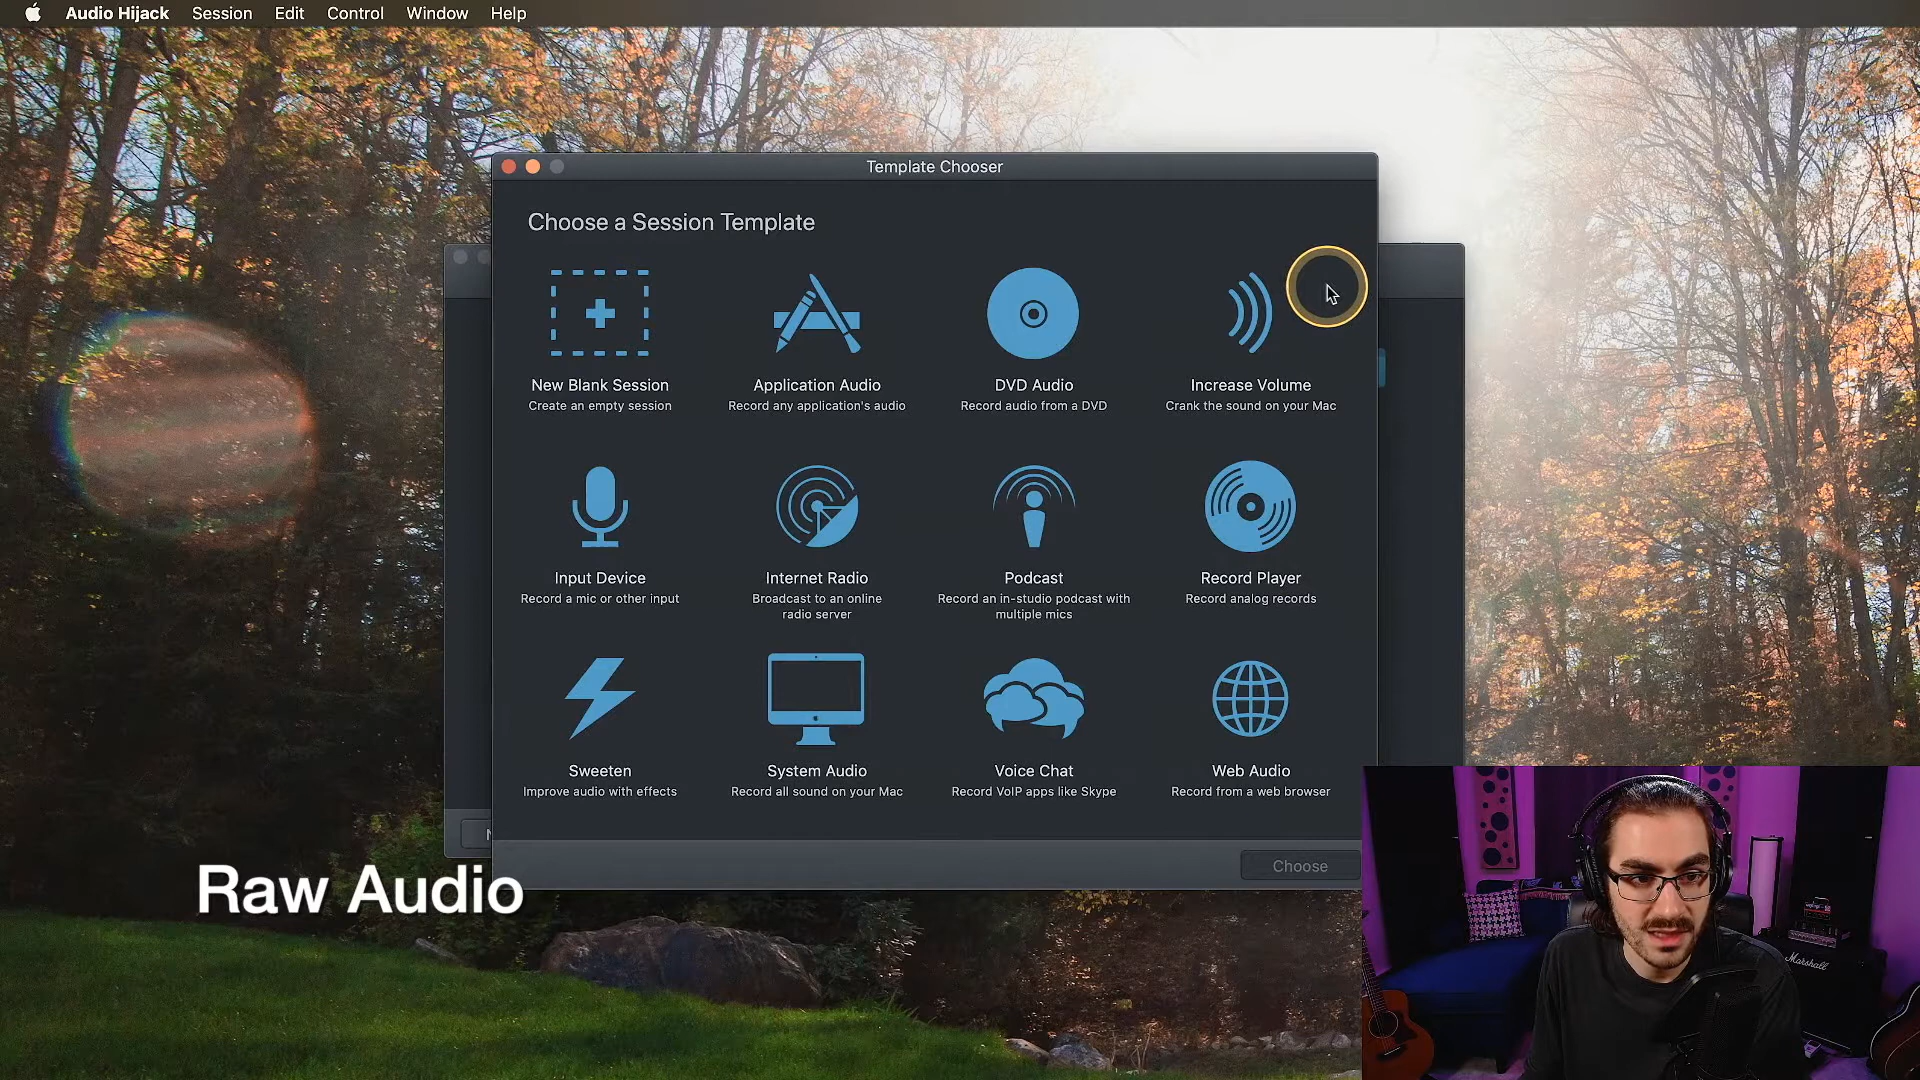 Audio Hijack Session Edit Control Window Help
Template Chooser
Choose a Session Template
New Blank Session
Create an empty session
Application Audio
Record any application's audio
DVD Audio
Record audio from a DVD
Increase Volume
Crank the sound on your Mac
Input Device
Record a mic or other input
Internet Radio
Broadcast to an online
radio server
Podcast
Record an in-studio podcast with
multiple mics
Record Player
Record analog records
Sweeten
Improve audio with effects
System Audio
Record all sound on your Mac
Voice Chat
Record VoIP apps like Skype
Web Audio
Record from a web browser
Choose
Raw Audio
Marshall